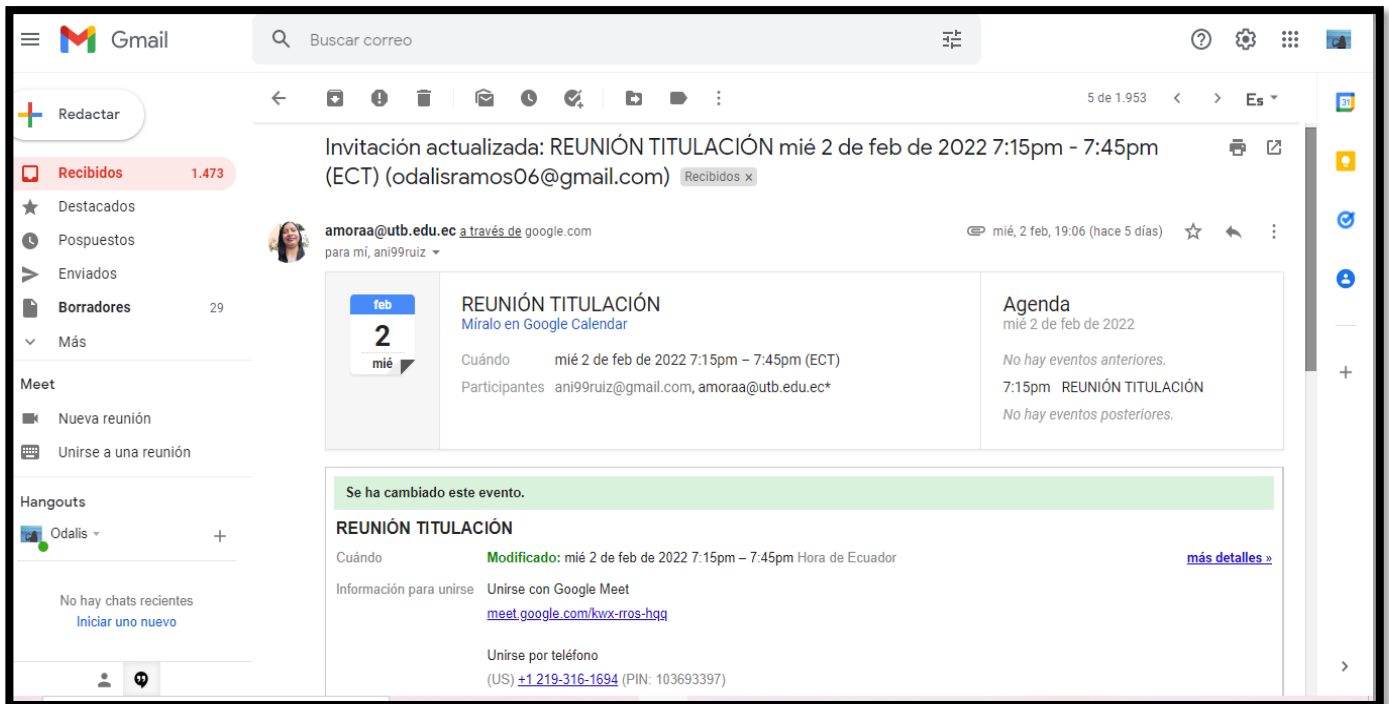 Gmail
Buscar correo
Redactar
5 de 1.953
Es
31
Recibidos 1.473
Destacados
Pospuestos
Enviados
Borradores 29
Más
Meet
Nueva reunión
Unirse a una reunión
Hangouts
Odalis
No hay chats recientes
Iniciar uno nuevo
Invitación actualizada: REUNIÓN TITULACIÓN mié 2 de feb de 2022 7:15pm - 7:45pm
(ECT) (odalisramos06@gmail.com) Recibidos x
amoraa@utb.edu.ec a través de google.com
mié, 2 feb, 19:06 (hace 5 días)
para mí, ani99ruiz
feb
2
mié
REUNIÓN TITULACIÓN
Míralo en Google Calendar
Cuándo mié 2 de feb de 2022 7:15pm – 7:45pm (ECT)
Participantes ani99ruiz@gmail.com, amoraa@utb.edu.ec*
Agenda
mié 2 de feb de 2022
No hay eventos anteriores.
7:15pm REUNIÓN TITULACIÓN
No hay eventos posteriores.
Se ha cambiado este evento.
REUNIÓN TITULACIÓN
Cuándo Modificado: mié 2 de feb de 2022 7:15pm – 7:45pm Hora de Ecuador
más detalles »
Información para unirse Unirse con Google Meet
meet.google.com/kwx-rros-hqq
Unirse por teléfono
(US) +1 219-316-1694 (PIN: 103693397)